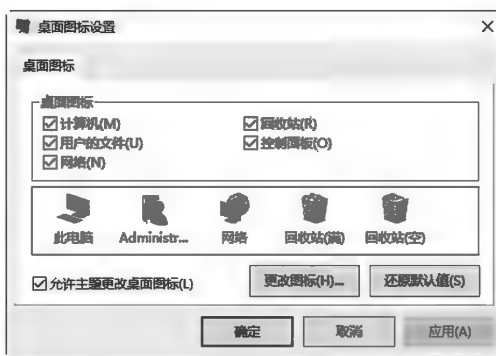 桌面图标设置
桌面图标
桌面图标
计算机(M) 回收站(R)
用户的文件(U) 控制面板(O)
网络(N)
此电脑 Administr... 网络 回收站(满) 回收站(空)
允许主题更改桌面图标(L) 更改图标(H)... 还原默认值(S)
确定 取消 应用(A)